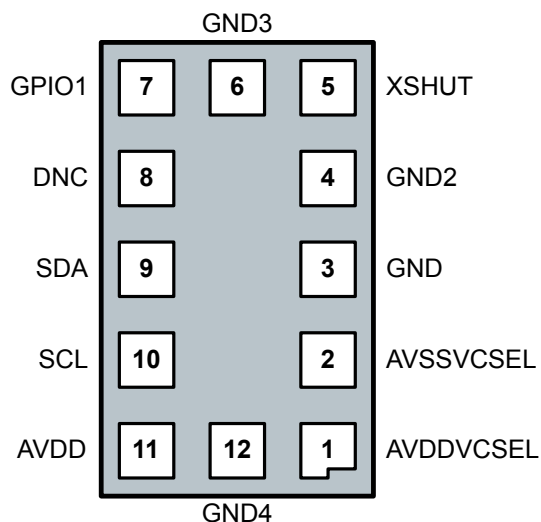 GND3
GPIO1 7 6 5 XSHUT
DNC 8 4 GND2
SDA 9 3 GND
SCL 10 2 AVSSVCSEL
AVDD 11 12 1 AVDDVCSEL
GND4